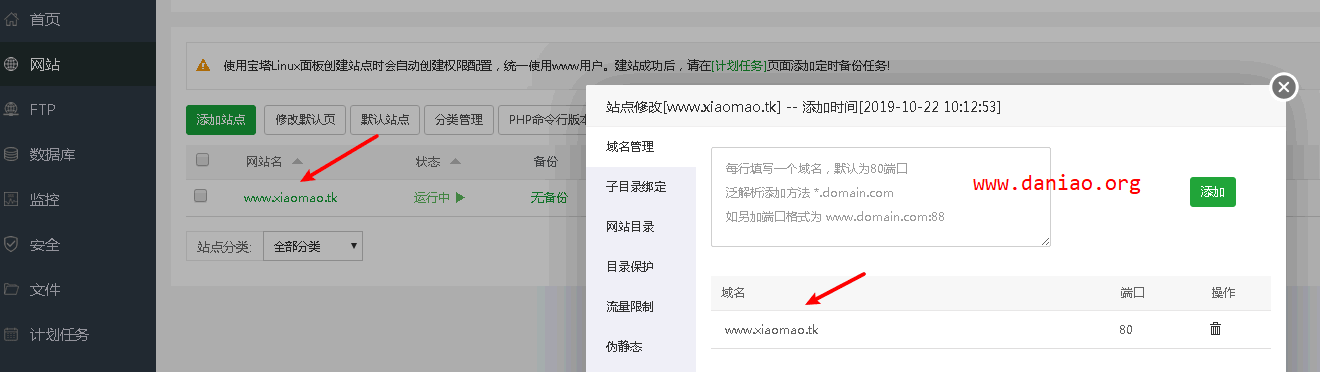 首页
网站
FTP
数据库
监控
安全
文件
计划任务
使用宝塔Linux面板创建站点时会自动创建权限配置，统一使用www用户。建站成功后，请在[计划任务]页面添加定时备份任务!
添加站点 修改默认页 默认站点 分类管理 PHP命令行版本
网站名 状态 备份
www.xiaomao.tk 运行中 无备份
站点分类: 全部分类
站点修改[www.xiaomao.tk] -- 添加时间[2019-10-22 10:12:53]
域名管理
子目录绑定
网站目录
目录保护
流量限制
伪静态
每行填写一个域名，默认为80端口
泛解析添加方法 *.domain.com
如另加端口格式为 www.domain.com:88
www.daniao.org
添加
域名 端口 操作
www.xiaomao.tk 80